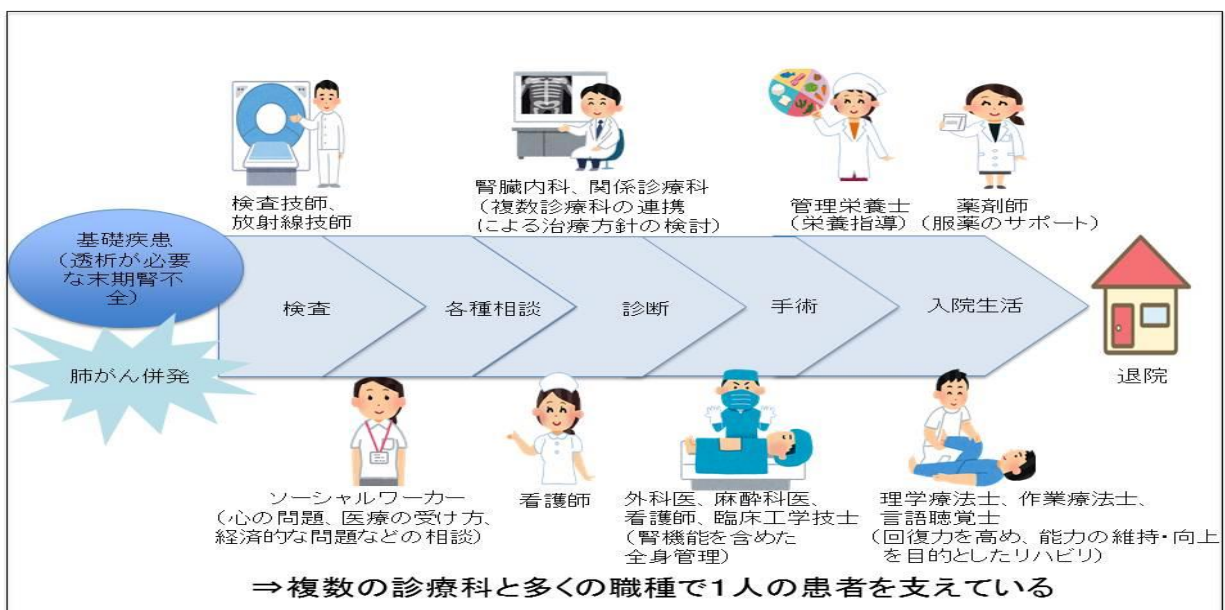 検査技師、
放射線技師
腎臓内科、関係診療科
(複数診療科の連携
による治療方針の検討)
管理栄養士
(栄養指導)
薬剤師
(服薬のサポート)
基礎疾患
(透析が必要
な末期腎不
全)
肺がん併発
検査
各種相談
診断
手術
入院生活
退院
ソーシャルワーカー
(心の問題、医療の受け方、
経済的な問題などの相談)
看護師
外科医、麻酔科医、
看護師、臨床工学技士
(腎機能を含めた
全身管理)
理学療法士、作業療法士、
言語聴覚士
(回復力を高め、能力の維持・向上
を目的としたリハビリ)
⇒複数の診療科と多くの職種で1人の患者を支えている